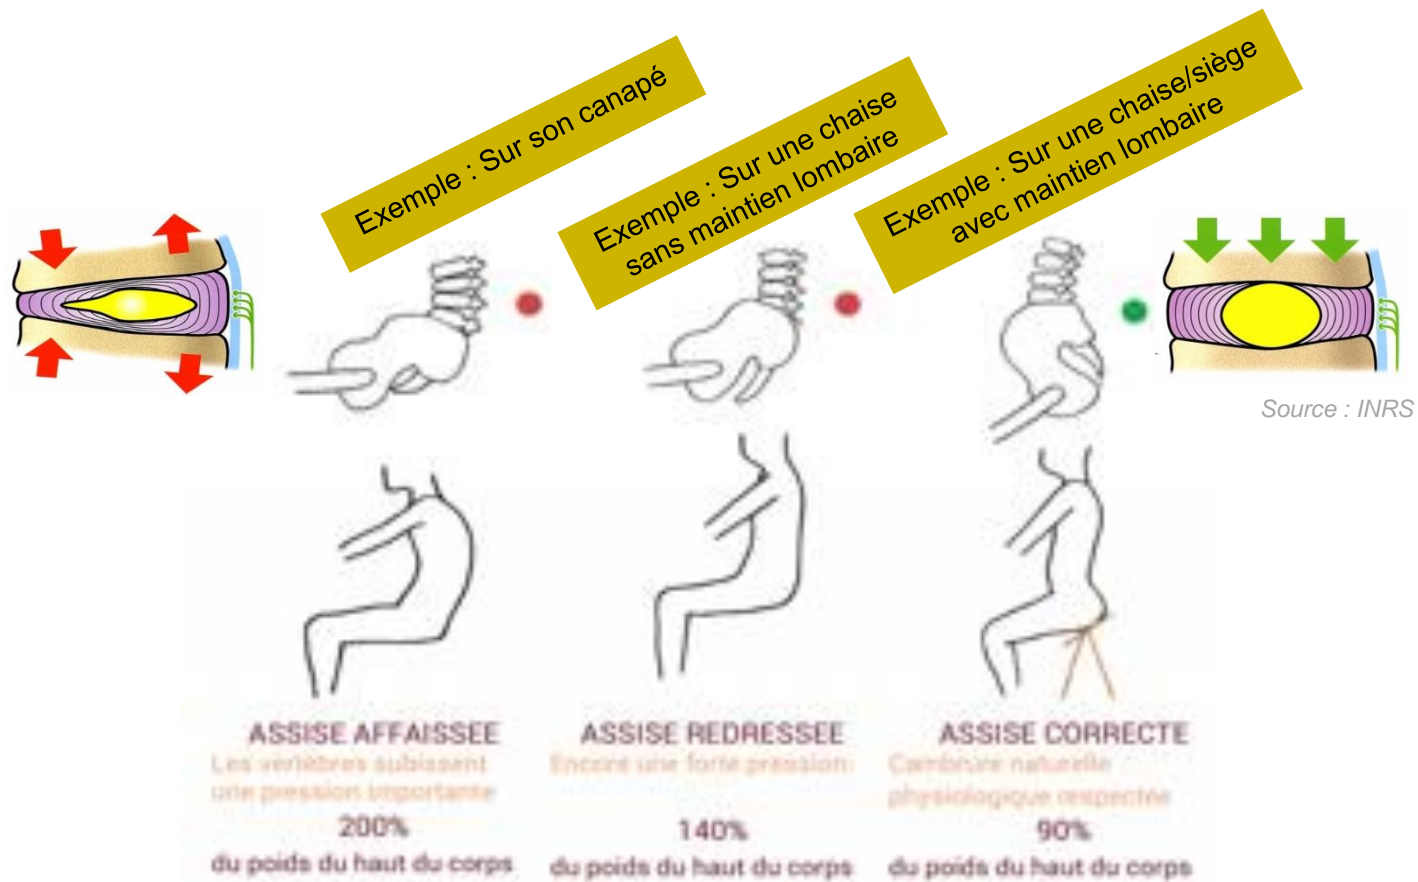 Exemple : Sur son canapé
Exemple : Sur une chaise
sans maintien lombaire
Exemple : Sur une chaise/siège
avec maintien lombaire
Source : INRS
ASSISE AFFAISSEE
Les vertèbres subissent
une pression importante
200%
du poids du haut du corps
ASSISE REDRESSEE
Encore une forte pression
140%
du poids du haut du corps
ASSISE CORRECTE
Cambrure naturelle
physiologique respectée
90%
du poids du haut du corps